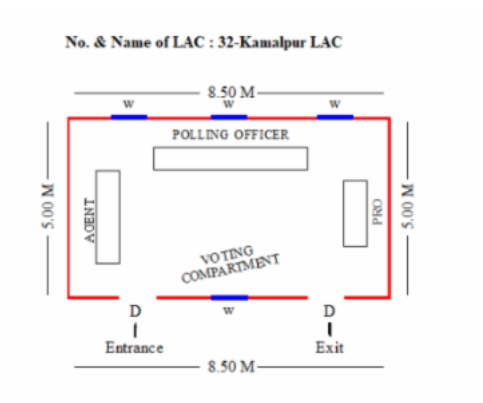 No. & Name of LAC : 32-Kamalpur LAC
8.50 M
W W W
POLLING OFFICER
5.00 M
AGENT
PRO
5.00 M
VOTING
COMPARTMENT
D W D
Entrance Exit
8.50 M